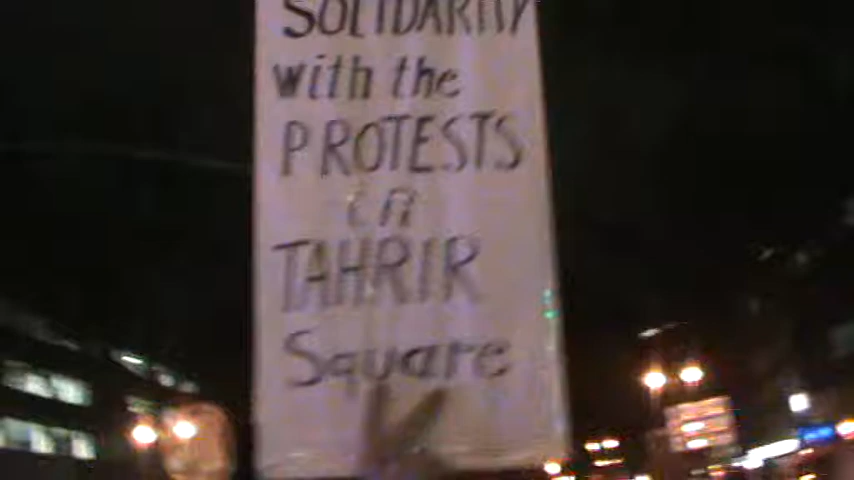 SOLIDARITY
with the
PROTESTS
in
TAHRIR
Square